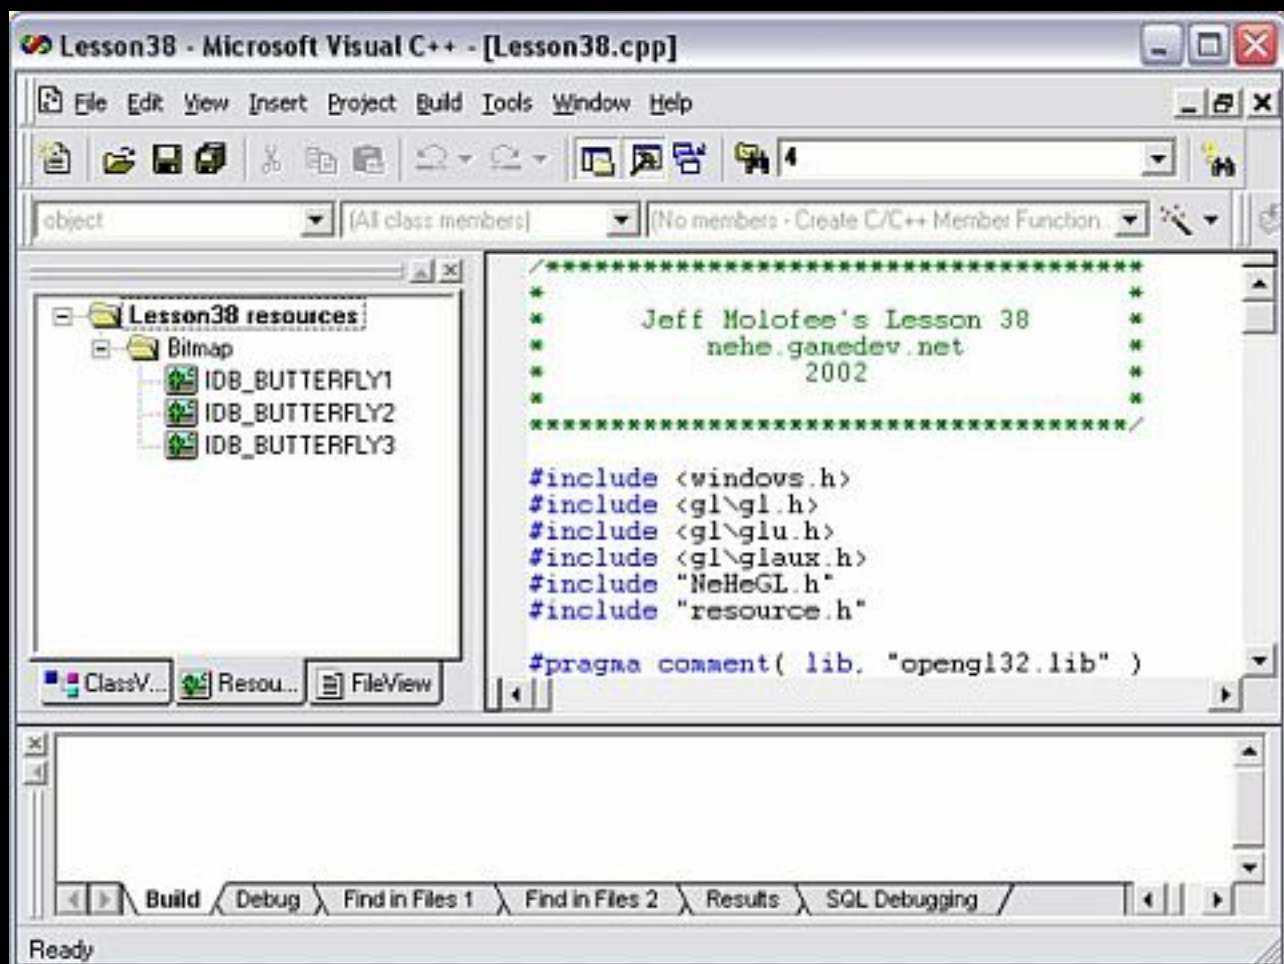 Lesson38 - Microsoft Visual C++ - [Lesson38.cpp]
File Edit View Insert Project Build Tools Window Help
4
object (All class members) (No members - Create C/C++ Member Function
Lesson38 resources
Bitmap
IDB_BUTTERFLY1
IDB_BUTTERFLY2
IDB_BUTTERFLY3
ClassV... Resou... FileView
/*************************************
* *
* Jeff Molofee's Lesson 38 *
* nehe.gamedev.net *
* 2002 *
* *
*************************************/
#include <windows.h>
#include <gl\gl.h>
#include <gl\glu.h>
#include <gl\glaux.h>
#include "NeHeGL.h"
#include "resource.h"
#pragma comment( lib, "opengl32.lib" )
Build Debug Find in Files 1 Find in Files 2 Results SQL Debugging
Ready